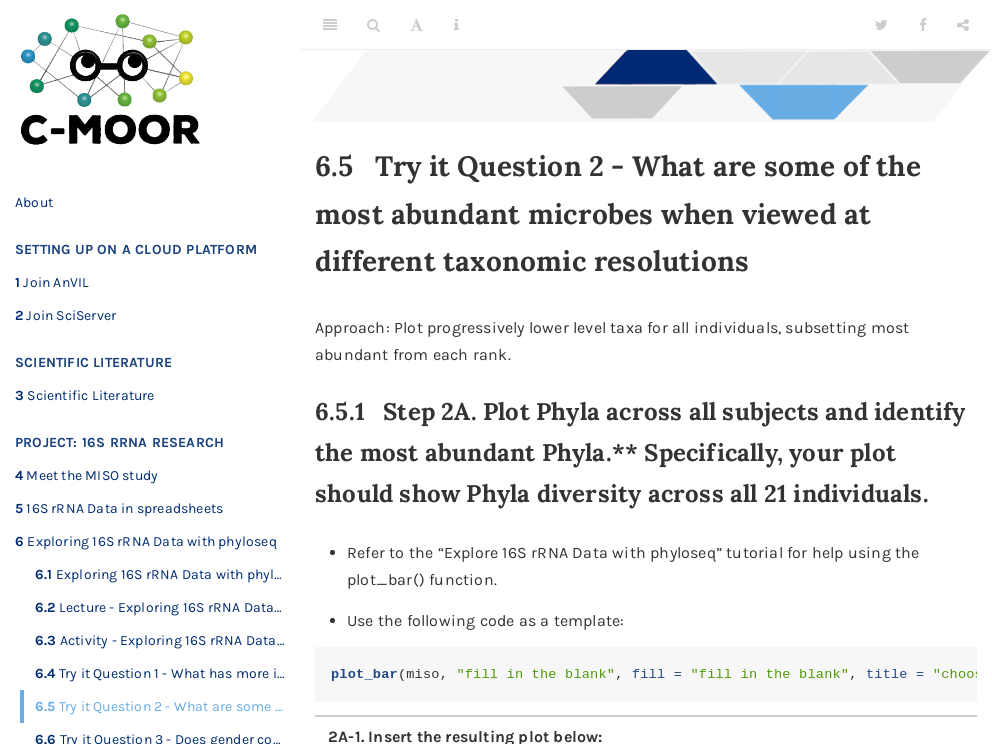 C-MOOR
About
SETTING UP ON A CLOUD PLATFORM
1 Join AnVIL
2 Join SciServer
SCIENTIFIC LITERATURE
3 Scientific Literature
PROJECT: 16S RRNA RESEARCH
4 Meet the MISO study
5 16S rRNA Data in spreadsheets
6 Exploring 16S rRNA Data with phyloseq
6.1 Exploring 16S rRNA Data with phyl…
6.2 Lecture - Exploring 16S rRNA Data…
6.3 Activity - Exploring 16S rRNA Data…
6.4 Try it Question 1 - What has more i…
6.5 Try it Question 2 - What are some …
6.6 Try it Question 3 - Does gender co…
6.5 Try it Question 2 - What are some of the
most abundant microbes when viewed at
different taxonomic resolutions
Approach: Plot progressively lower level taxa for all individuals, subsetting most
abundant from each rank.
6.5.1 Step 2A. Plot Phyla across all subjects and identify
the most abundant Phyla.** Specifically, your plot
should show Phyla diversity across all 21 individuals.
• Refer to the “Explore 16S rRNA Data with phyloseq” tutorial for help using the
plot_bar() function.
• Use the following code as a template:
plot_bar(miso, "fill in the blank", fill = "fill in the blank", title = "choos
2A-1. Insert the resulting plot below: